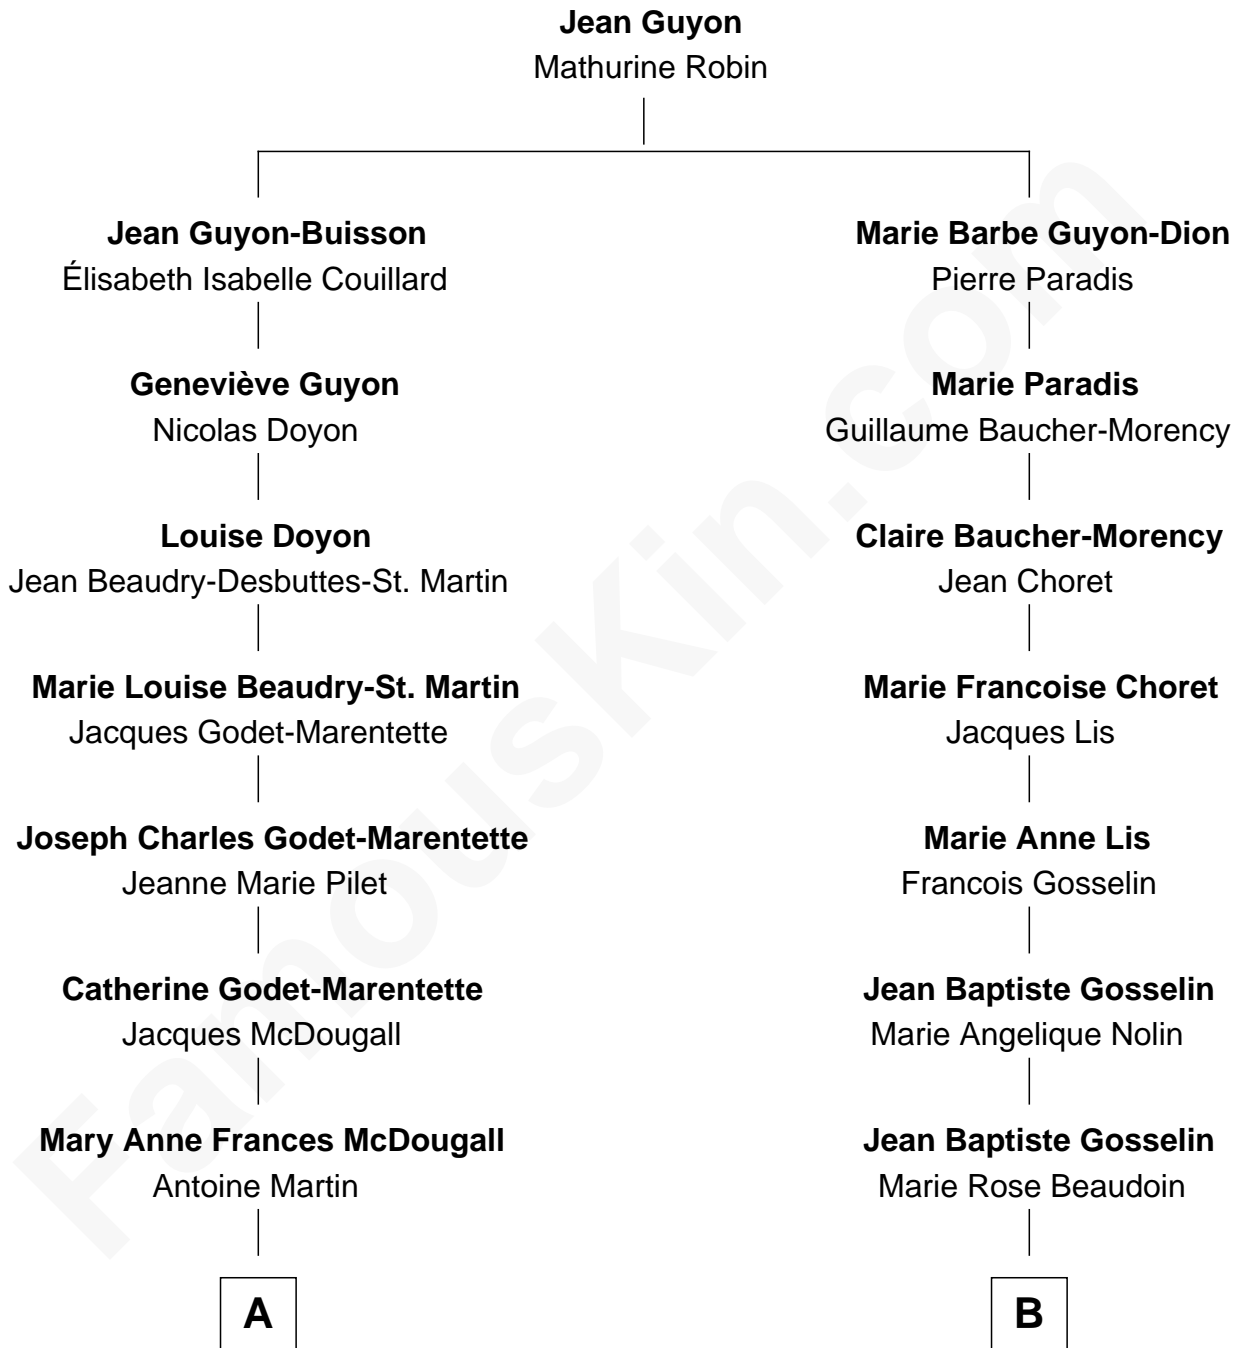 Jean Guyon
Mathurine Robin
Jean Guyon-Buisson
Élisabeth Isabelle Couillard
Marie Barbe Guyon-Dion
Pierre Paradis
Geneviève Guyon
Nicolas Doyon
Marie Paradis
Guillaume Baucher-Morency
Louise Doyon
Jean Beaudry-Desbuttes-St. Martin
Claire Baucher-Morency
Jean Choret
Marie Louise Beaudry-St. Martin
Jacques Godet-Marentette
Marie Francoise Choret
Jacques Lis
Joseph Charles Godet-Marentette
Jeanne Marie Pilet
Marie Anne Lis
Francois Gosselin
Catherine Godet-Marentette
Jacques McDougall
Jean Baptiste Gosselin
Marie Angelique Nolin
Mary Anne Frances McDougall
Antoine Martin
Jean Baptiste Gosselin
Marie Rose Beaudoin
A
B
FamousKin.com